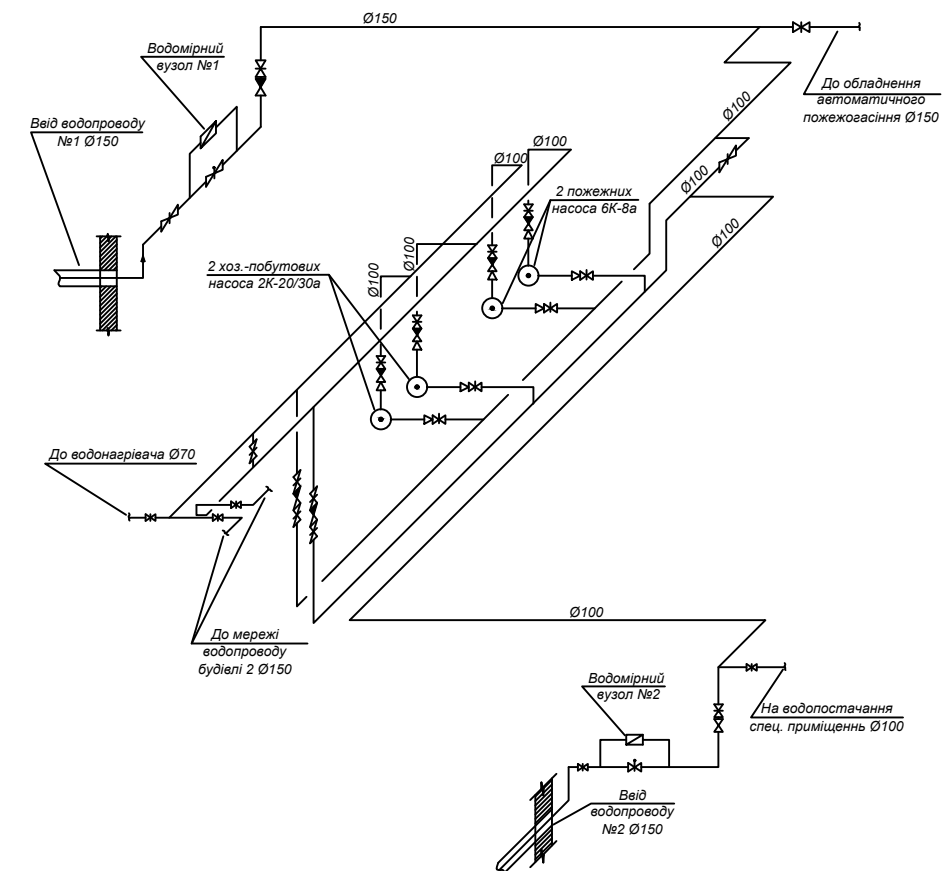 Ø150
Водомірний
вузол №1
До обладнення
автоматичного
пожежогасіння Ø150
Ввід водопроводу
№1 Ø150
Ø100
Ø100
Ø100
Ø100
Ø100
2 пожежних
насоса 6К-8а
Ø100
Ø100
2 хоз.-побутових
насоса 2К-20/30а
До водонагрівача Ø70
До мережі
водопроводу
будівлі 2 Ø150
Ø100
Водомірний
вузол №2
На водопостачання
спец. приміщеннь Ø100
Ввід
водопроводу
№2 Ø150